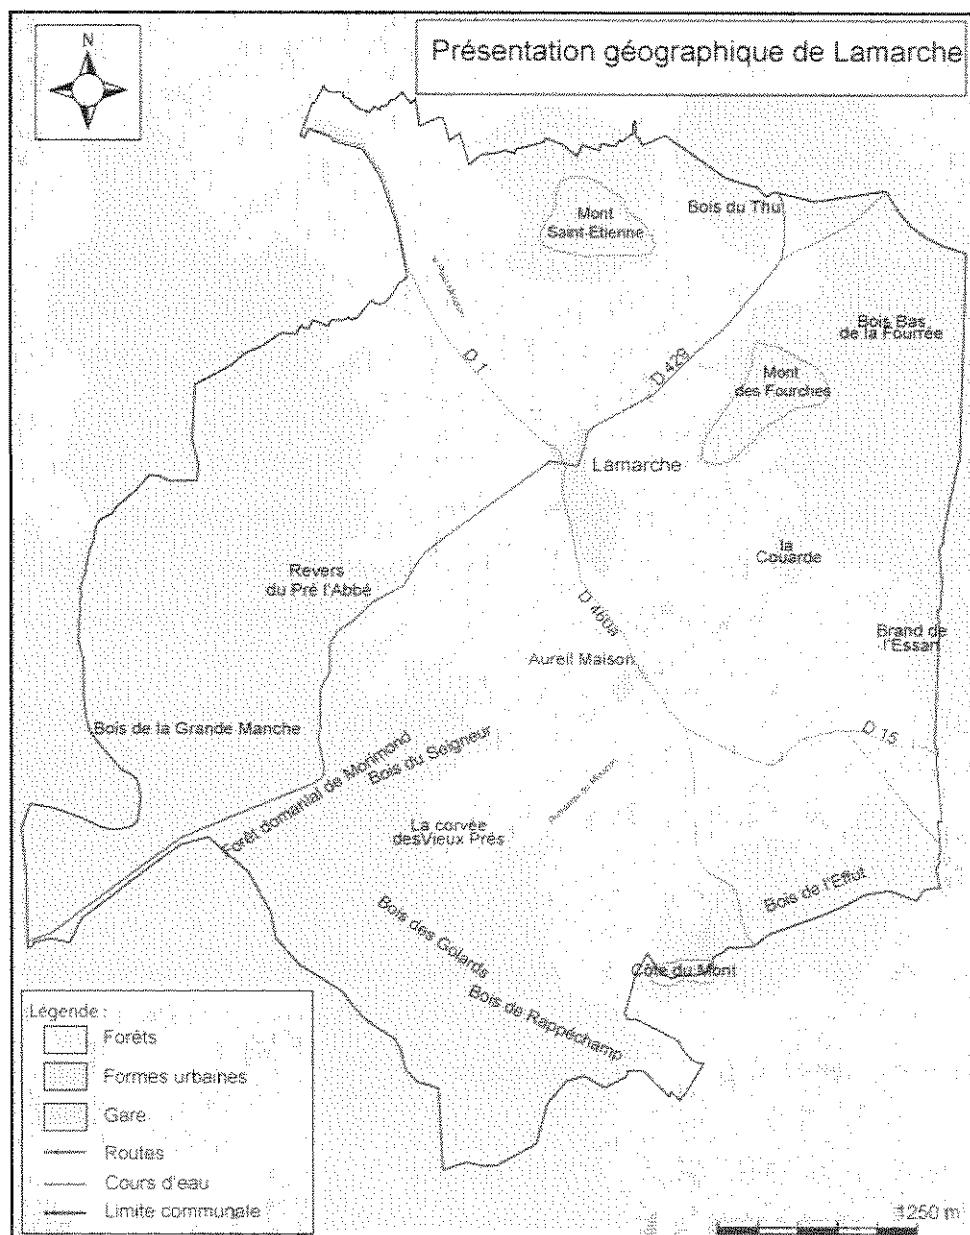 N
Présentation géographique de Lamarche
Bois du Thuil
Mont
Saint-Etienne
Bois Bas
de la Fourrée
D 1
D 429
Mont
des Fourches
Lamarche
la
Couarde
Revers
du Pré l'Abbé
D 460a
Brand de
l'Essart
Aureil Maison
Bois de la Grande Manche
D 15
Forêt domanial de Morimond
Bois du Seigneur
La corvée
desVieux Prés
Bois de l'Effut
Bois des Golards
Côte du Mont
Bois de Rappéchamp
Légende :
Forêts
Formes urbaines
Gare
Routes
Cours d'eau
Limite communale
1250 m